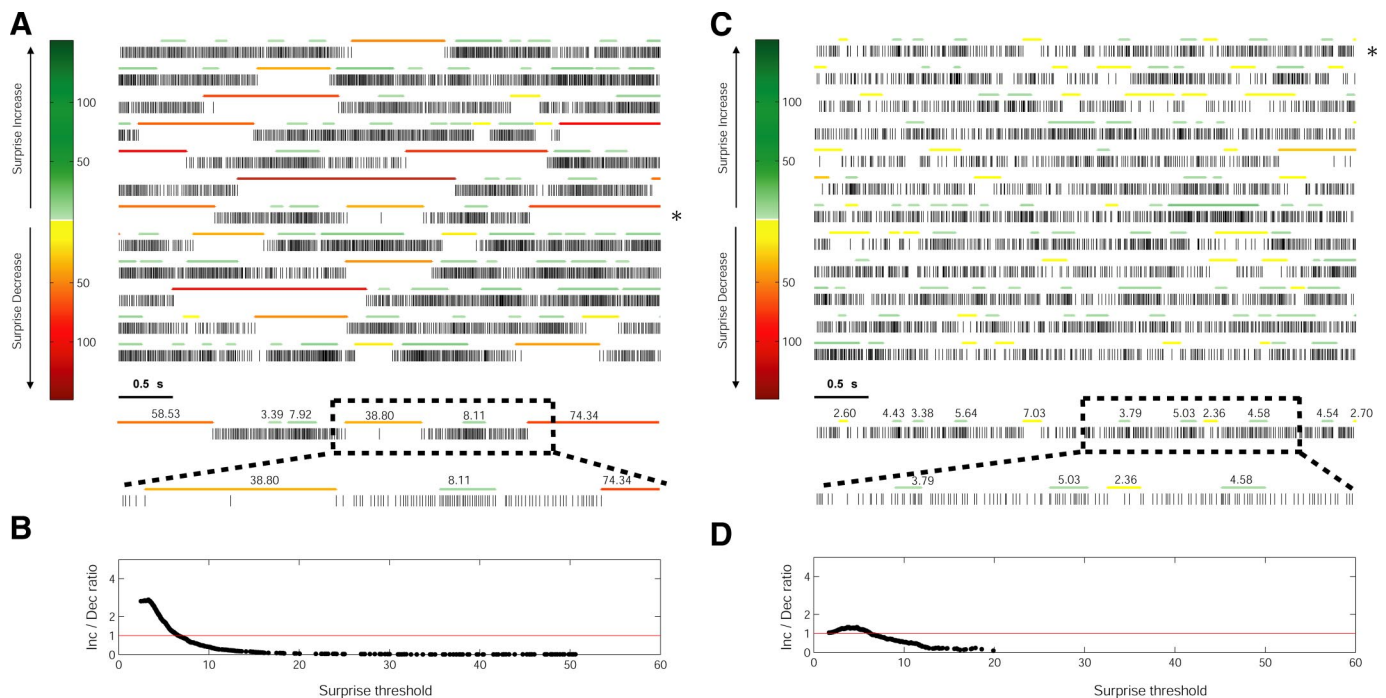 A
Surprise Increase
Surprise Decrease
100
50
0
50
100
*
0.5 s
58.53 3.39 7.92 38.80 8.11 74.34
38.80 8.11 74.34
B
Inc / Dec ratio
4
2
1
0
0 10 20 30 40 50 60
Surprise threshold
C
Surprise Increase
Surprise Decrease
100
50
0
50
100
*
0.5 s
2.60 4.43 3.38 5.64 7.03 3.79 5.03 2.36 4.58 4.54 2.70
3.79 5.03 2.36 4.58
D
Inc / Dec ratio
4
2
1
0
0 10 20 30 40 50 60
Surprise threshold